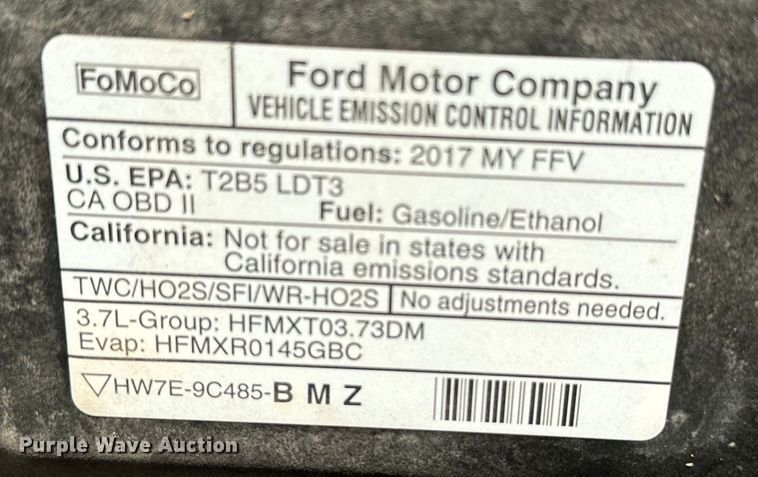 FoMoCo
Ford Motor Company
VEHICLE EMISSION CONTROL INFORMATION
Conforms to regulations: 2017 MY FFV
U.S. EPA: T2B5 LDT3
CA OBD II Fuel: Gasoline/Ethanol
California: Not for sale in states with
California emissions standards.
TWC/HO2S/SFI/WR-HO2S No adjustments needed.
3.7L-Group: HFMXT03.73DM
Evap: HFMXR0145GBC
HW7E-9C485-B M Z
Purple Wave Auction